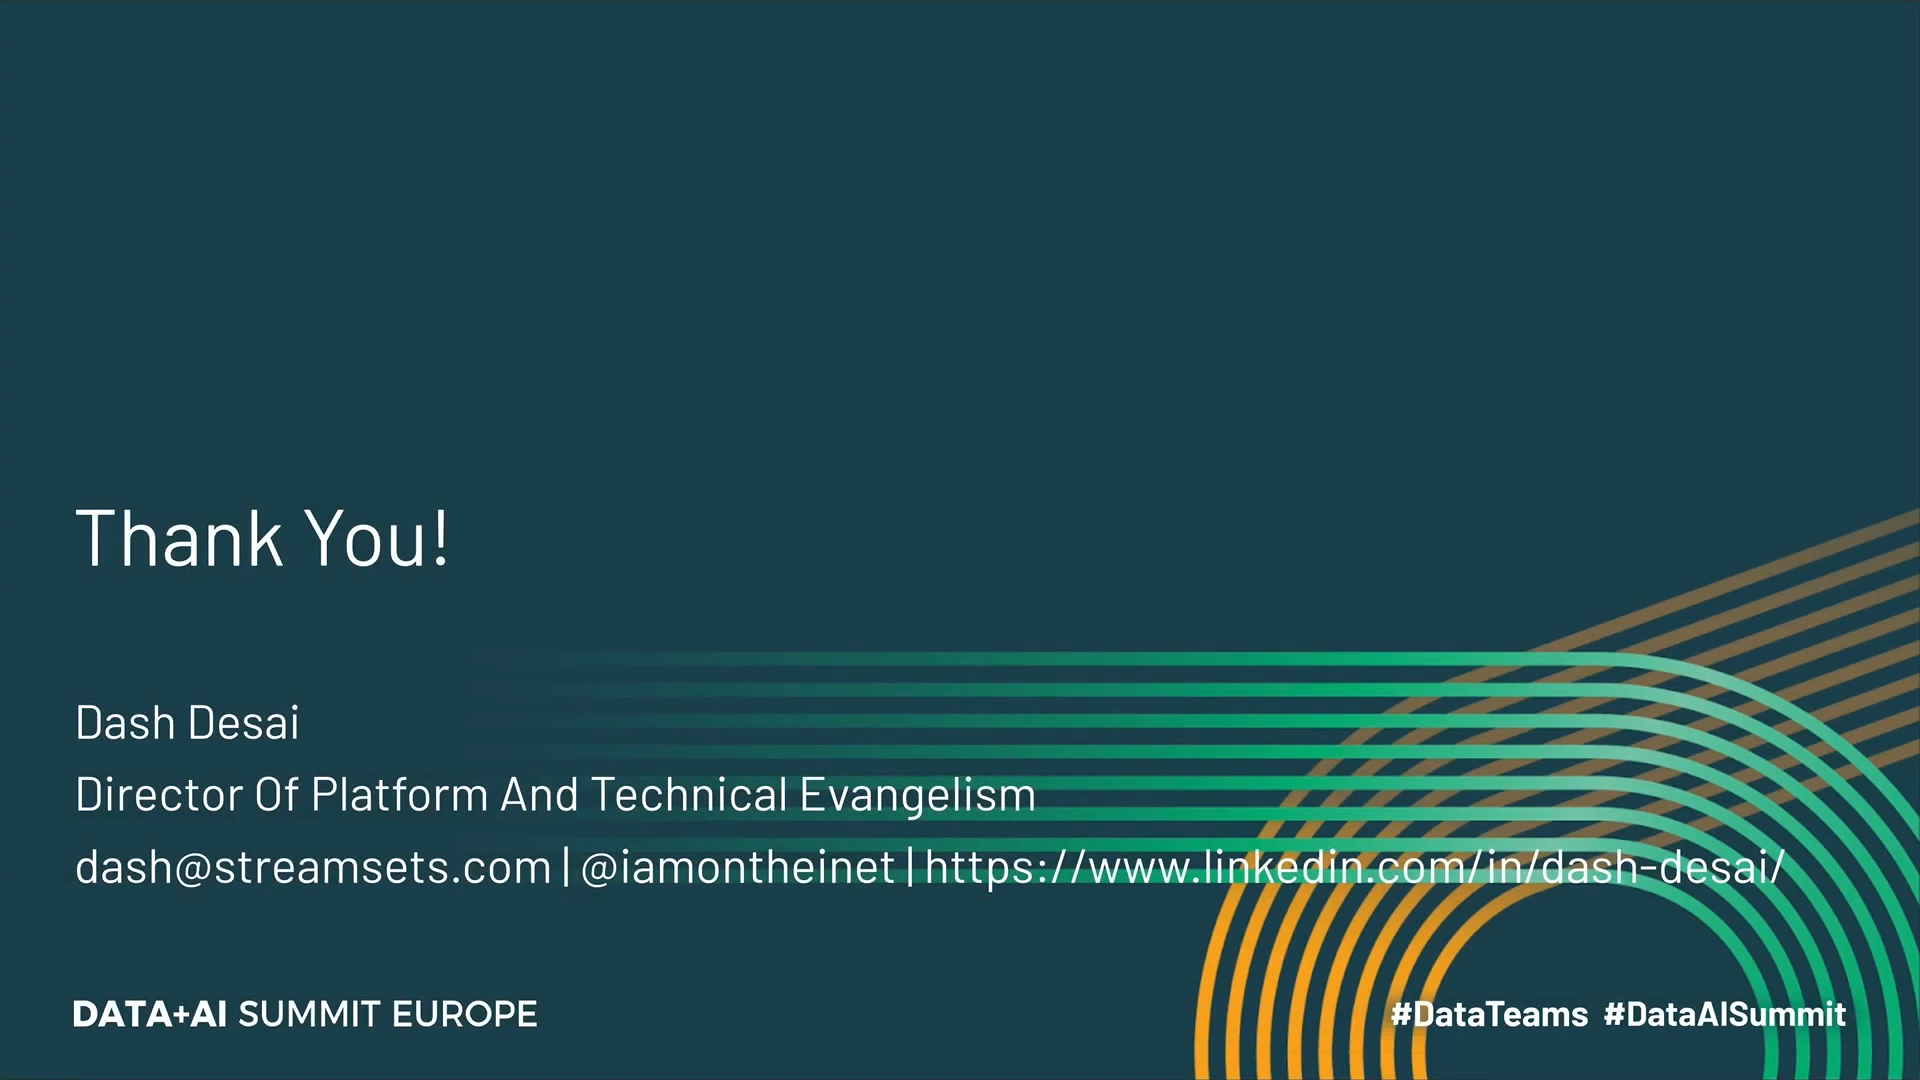 Thank You!
Dash Desai
Director Of Platform And Technical Evangelism
dash@streamsets.com | @iamontheinet | https://www.linkedin.com/in/dash-desai/
DATA+AI SUMMIT EUROPE
#DataTeams #DataAISummit